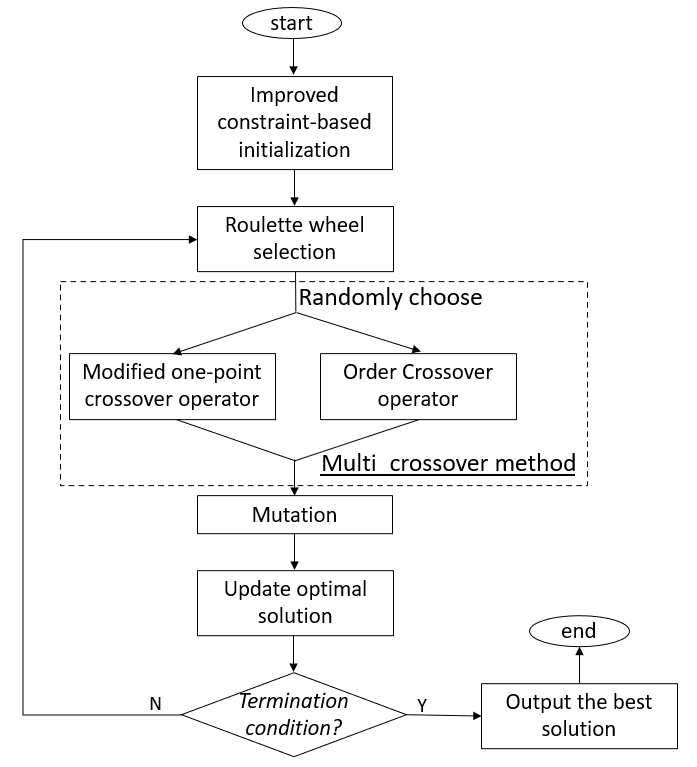 start
Improved
constraint-based
initialization
Roulette wheel
selection
Randomly choose
Modified one-point
crossover operator
Order Crossover
operator
Multi crossover method
Mutation
Update optimal
solution
end
Termination
condition?
N
Y
Output the best
solution